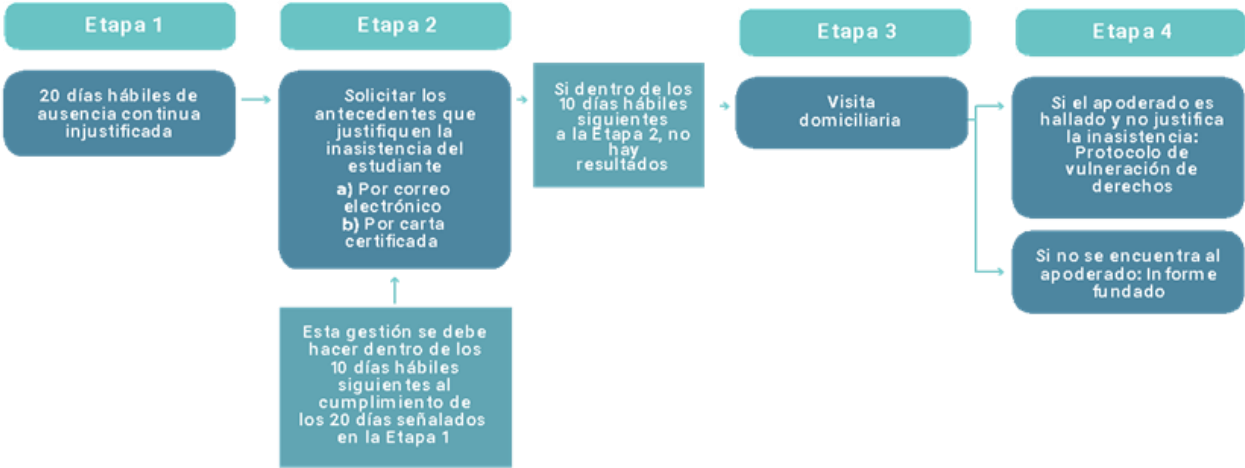 Etapa 1
20 días hábiles de
ausencia continua
injustificada
Etapa 2
Solicitar los
antecedentes que
justifiquen la
inasistencia del
estudiante
a) Por correo
electrónico
b) Por carta
certificada
Esta gestión se debe
hacer dentro de los
10 días hábiles
siguientes al
cumplimiento de
los 20 días señalados
en la Etapa 1
Si dentro de los
10 días hábiles
siguientes
a la Etapa 2, no
hay
resultados
Etapa 3
Visita
domiciliaria
Etapa 4
Si el apoderado es
hallado y no justifica
la inasistencia:
Protocolo de
vulneración de
derechos
Si no se encuentra al
apoderado: Informe
fundado